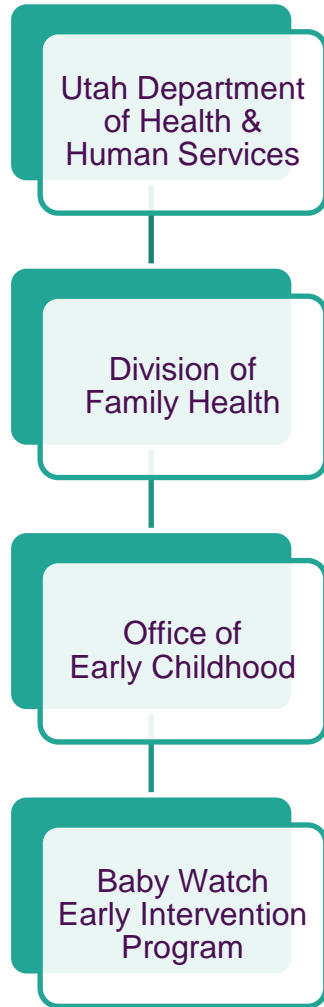 Utah Department
of Health &
Human Services
Division of
Family Health
Office of
Early Childhood
Baby Watch
Early Intervention
Program